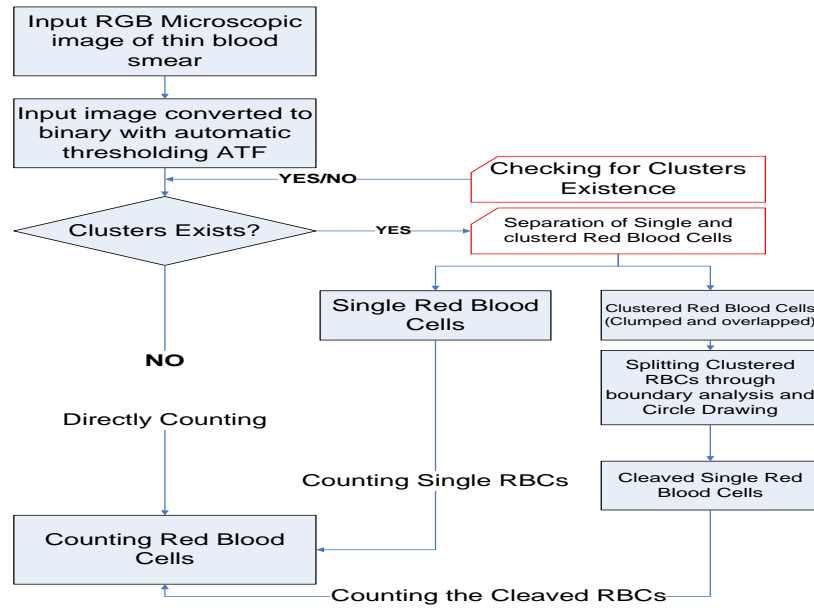 Input RGB Microscopic
image of thin blood
smear
Input image converted to
binary with automatic
thresholding ATF
YES/NO
Checking for Clusters
Existence
Clusters Exists?
YES
Separation of Single and
clusterd Red Blood Cells
Single Red Blood
Cells
Clustered Red Blood Cells
(Clumped and overlapped)
NO
Splitting Clustered
RBCs through
boundary analysis and
Circle Drawing
Directly Counting
Counting Single RBCs
Cleaved Single Red
Blood Cells
Counting Red Blood
Cells
Counting the Cleaved RBCs